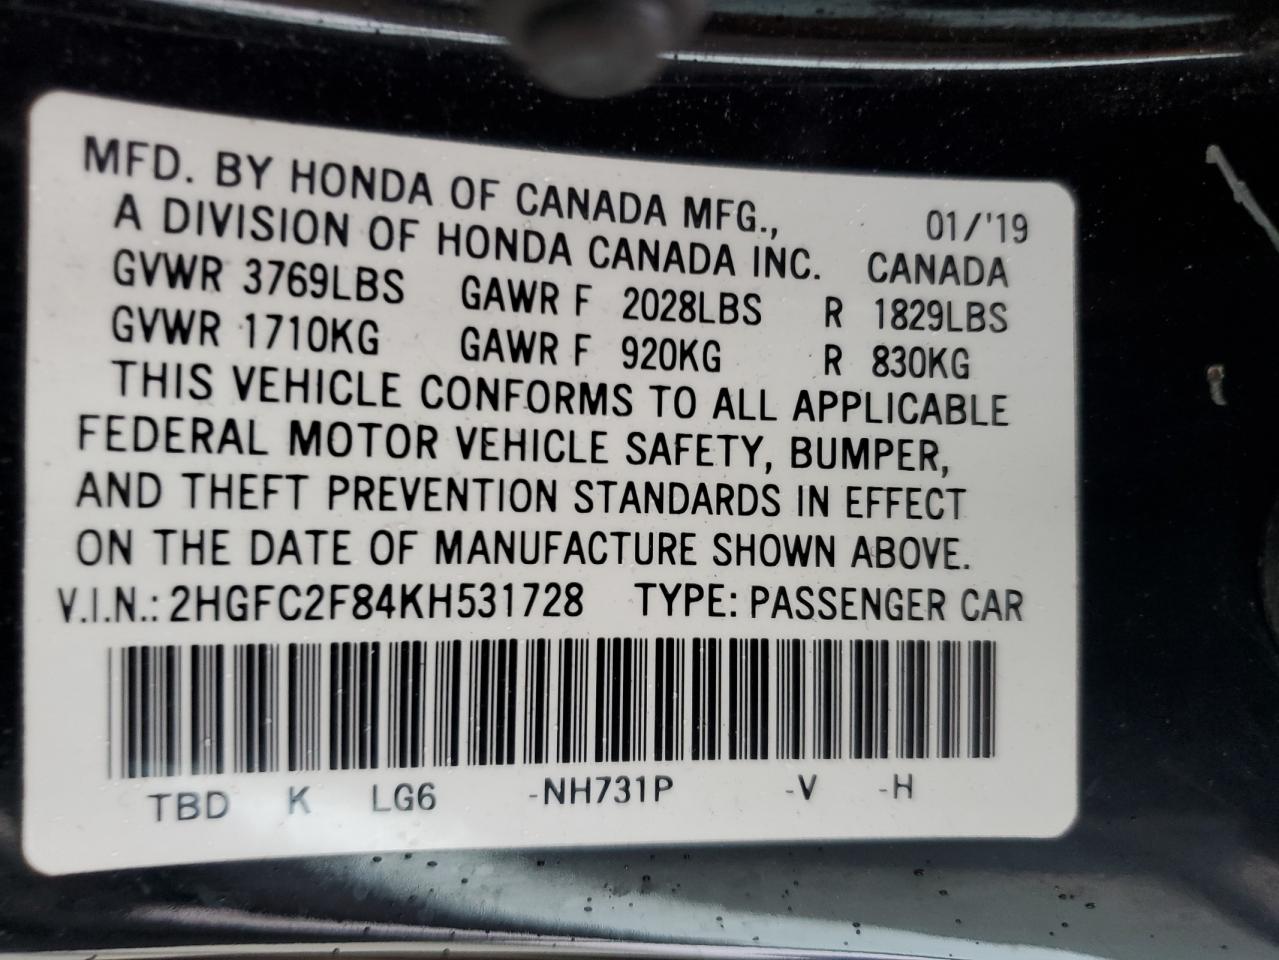 MFD. BY HONDA OF CANADA MFG.,
A DIVISION OF HONDA CANADA INC. 01/'19 CANADA
GVWR 3769LBS GAWR F 2028LBS R 1829LBS
GVWR 1710KG GAWR F 920KG R 830KG
THIS VEHICLE CONFORMS TO ALL APPLICABLE
FEDERAL MOTOR VEHICLE SAFETY, BUMPER,
AND THEFT PREVENTION STANDARDS IN EFFECT
ON THE DATE OF MANUFACTURE SHOWN ABOVE.
V.I.N.: 2HGFC2F84KH531728 TYPE: PASSENGER CAR
TBD K LG6 -NH731P -V -H